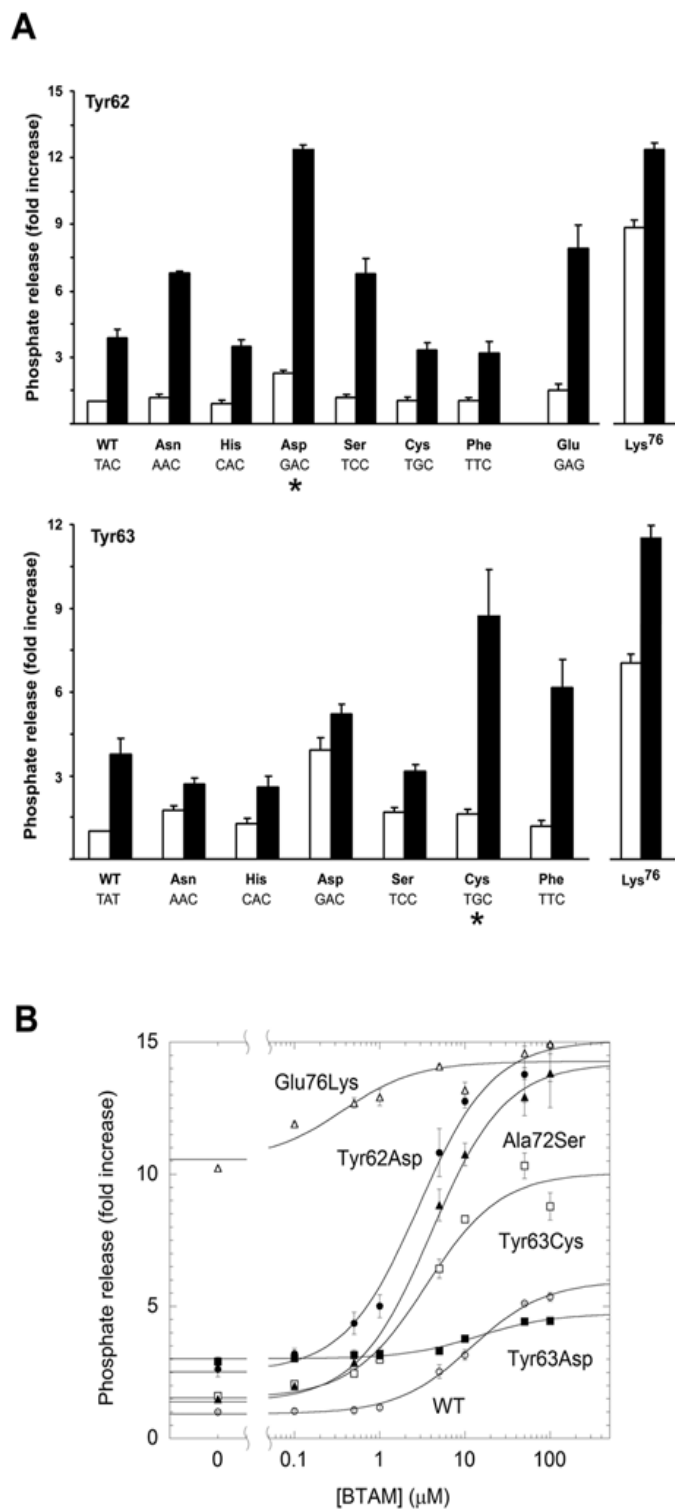 A
Tyr62
Phosphate release (fold increase)
15
12
9
6
3
WT Asn His Asp Ser Cys Phe Glu Lys76
TAC AAC CAC GAC TCC TGC TTC GAG
*
Tyr63
Phosphate release (fold increase)
12
9
6
3
WT Asn His Asp Ser Cys Phe Lys76
TAT AAC CAC GAC TCC TGC TTC
*
B
Phosphate release (fold increase)
15
10
5
0
Glu76Lys
Tyr62Asp
Ala72Ser
Tyr63Cys
Tyr63Asp
WT
0 0.1 1 10 100
[BTAM] (μM)